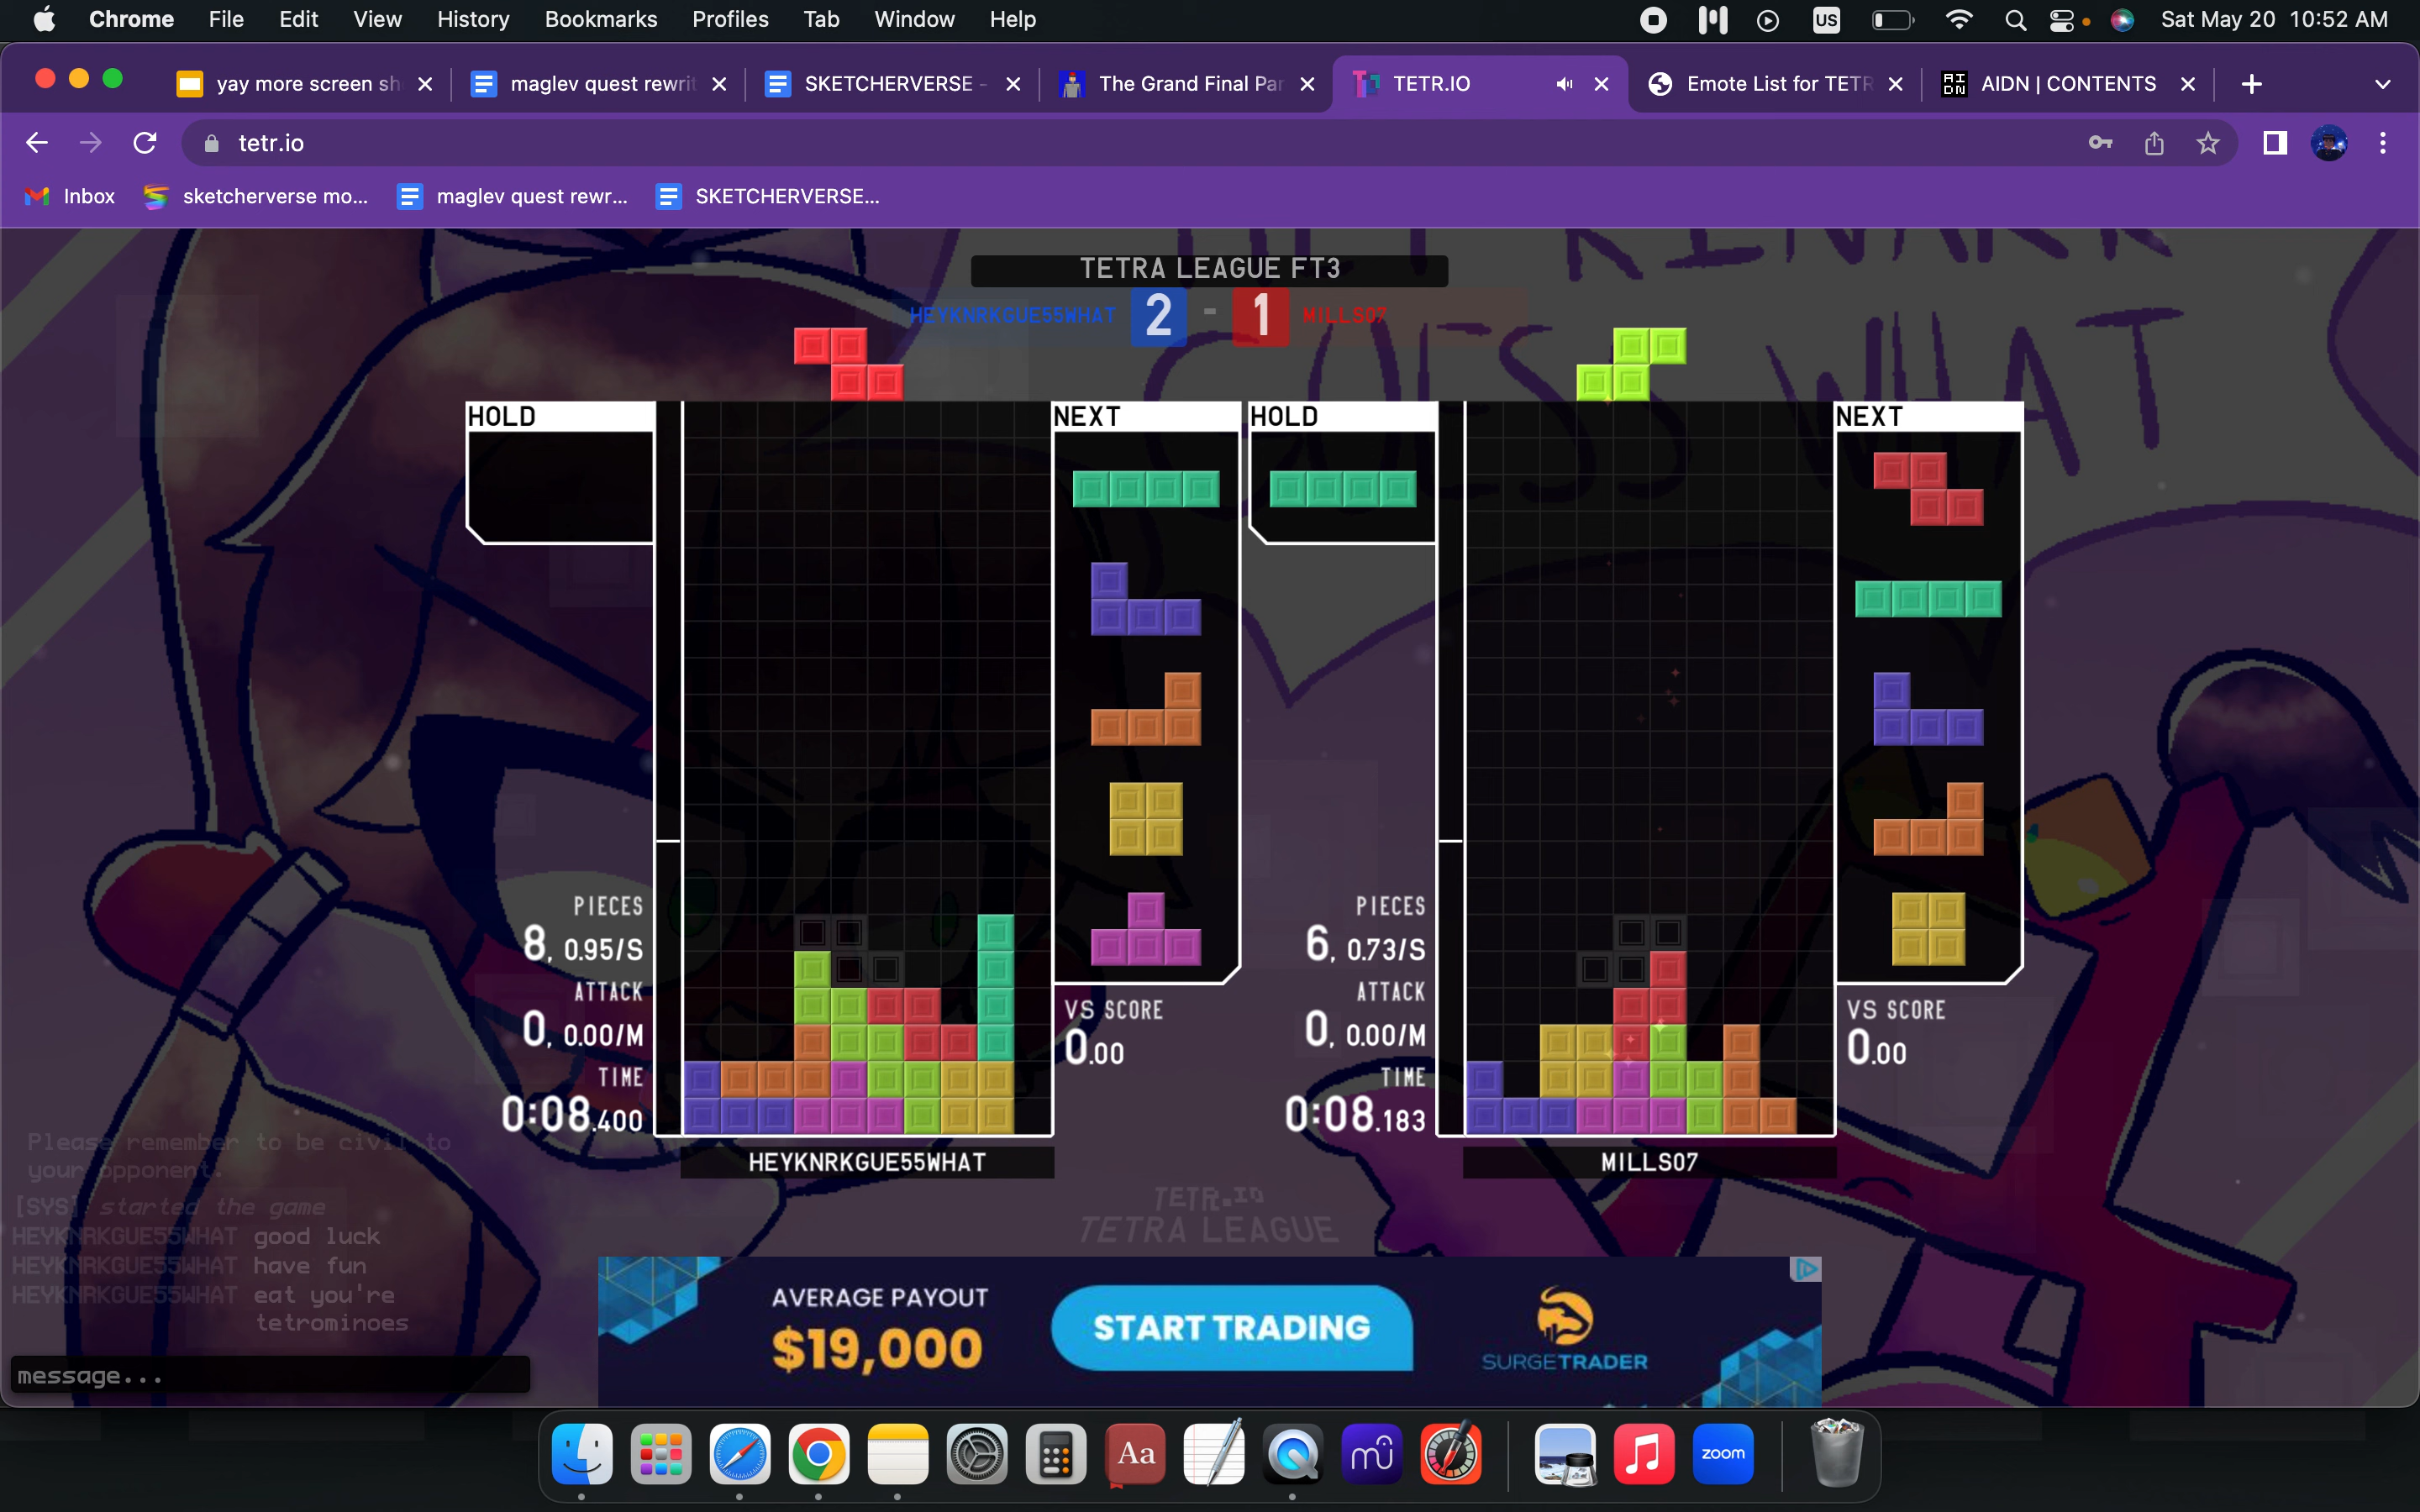 Chrome File Edit View History Bookmarks Profiles Tab Window Help US Sat May 20 10:52 AM
yay more screen sh maglev quest rewrit SKETCHERVERSE - The Grand Final Par TETR.IO Emote List for TETR AIDN | CONTENTS
tetr.io
Inbox sketcherverse mo... maglev quest rewr... SKETCHERVERSE...
GUESS WHAT
TETRA LEAGUE FT3
HEYKNRKGUE55WHAT 2 - 1 MILLS07
HOLD NEXT HOLD NEXT
PIECES
8, 0.95/S
ATTACK
0, 0.00/M
TIME
0:08.400
VS SCORE
0.00
PIECES
6, 0.73/S
ATTACK
0, 0.00/M
TIME
0:08.183
VS SCORE
0.00
HEYKNRKGUE55WHAT MILLS07
Please remember to be civil to
your opponent.
[SYS] started the game
HEYKNRKGUE55WHAT good luck
HEYKNRKGUE55WHAT have fun
HEYKNRKGUE55WHAT eat you're
tetrominoes
message...
TETR.IO
TETRA LEAGUE
AVERAGE PAYOUT
$19,000
START TRADING
SURGETRADER
Aa
zoom